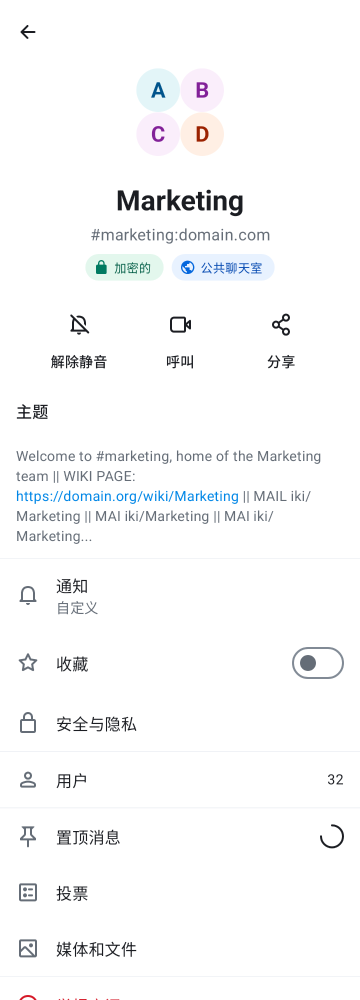 A B
C D
Marketing
#marketing:domain.com
加密的 公共聊天室
解除静音 呼叫 分享
主题
Welcome to #marketing, home of the Marketing
team || WIKI PAGE:
https://domain.org/wiki/Marketing || MAIL iki/
Marketing || MAI iki/Marketing || MAI iki/
Marketing...
通知
自定义
收藏
安全与隐私
用户 32
置顶消息
投票
媒体和文件